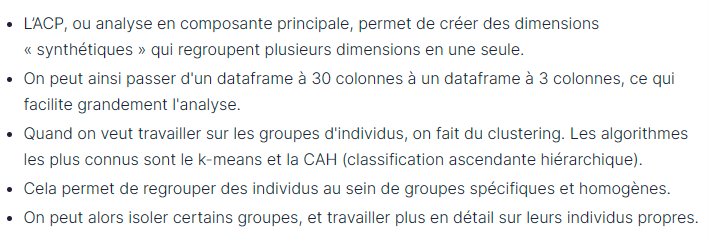 • L'ACP, ou analyse en composante principale, permet de créer des dimensions
« synthétiques » qui regroupent plusieurs dimensions en une seule.
• On peut ainsi passer d'un dataframe à 30 colonnes à un dataframe à 3 colonnes, ce qui
facilite grandement l'analyse.
• Quand on veut travailler sur les groupes d'individus, on fait du clustering. Les algorithmes
les plus connus sont le k-means et la CAH (classification ascendante hiérarchique).
• Cela permet de regrouper des individus au sein de groupes spécifiques et homogènes.
• On peut alors isoler certains groupes, et travailler plus en détail sur leurs individus propres.